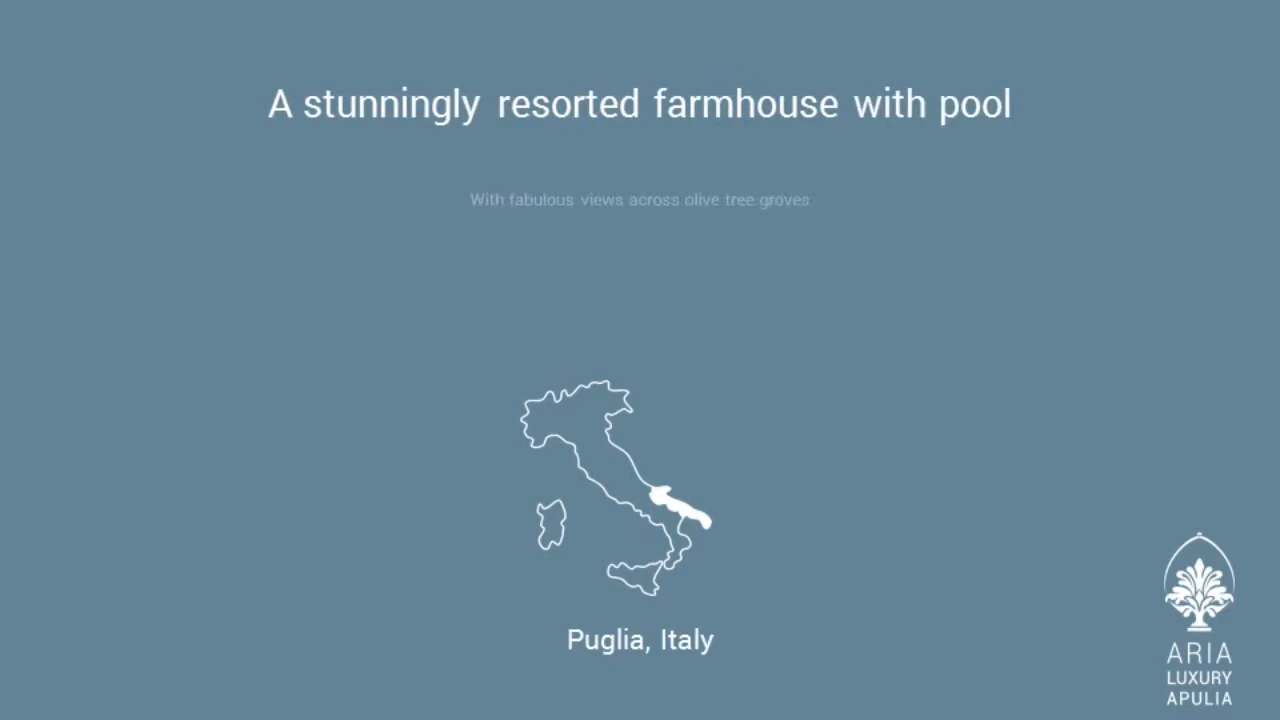 A stunningly resorted farmhouse with pool
With fabulous views across olive tree groves
Puglia, Italy
ARIA
LUXURY
APULIA